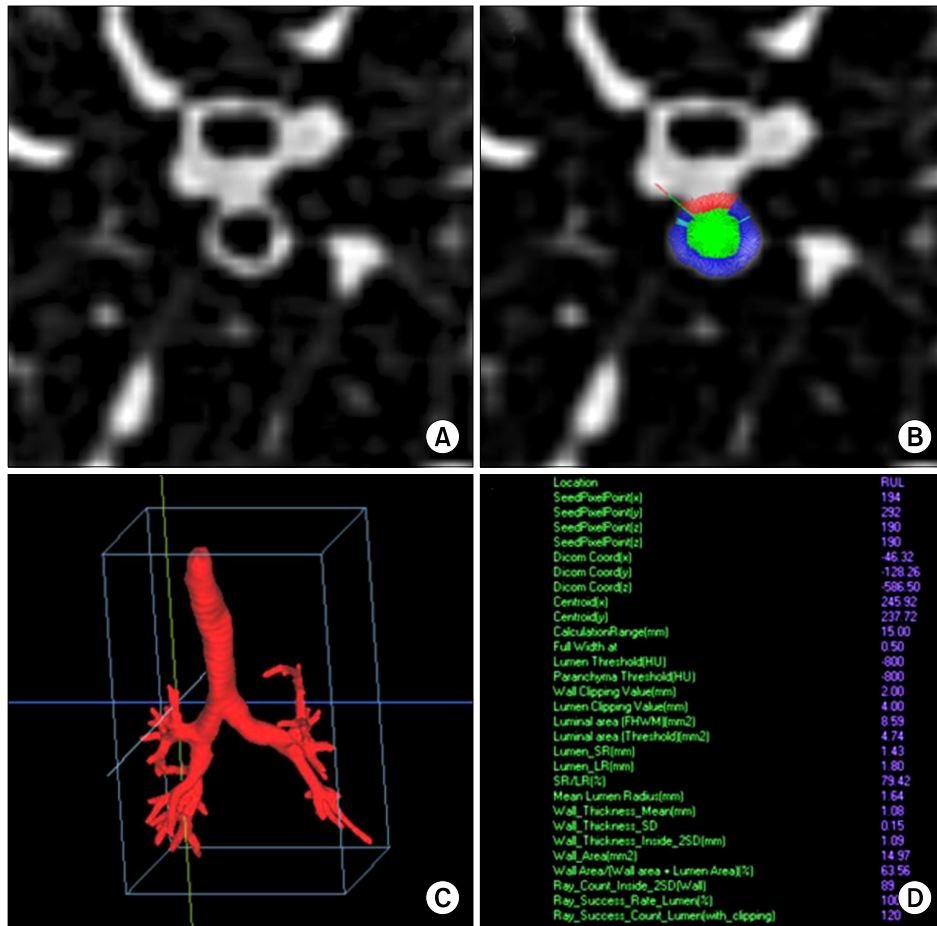 A
B
Location RUL
SeedPixelPoint(x) 194
SeedPixelPoint(y) 292
SeedPixelPoint(z) 190
SeedPixelPoint(z) 190
Dicom Coord(x) -46.32
Dicom Coord(y) -128.26
Dicom Coord(z) -586.50
Centroid(x) 245.92
Centroid(y) 237.72
CalculationRange(mm) 15.00
Full Width at 0.50
Lumen Threshold(HU) -800
Paranchyma Threshold(HU) -800
Wall Clipping Value(mm) 2.00
Lumen Clipping Value(mm) 4.00
Luminal area (FHWM)(mm2) 8.59
Luminal area (Threshold)(mm2) 4.74
Lumen_SR(mm) 1.43
Lumen_LR(mm) 1.80
SR/LR(%) 79.42
Mean Lumen Radius(mm) 1.64
Wall_Thickness_Mean(mm) 1.08
Wall_Thickness_SD 0.15
Wall_Thickness_Inside_2SD(mm) 1.09
Wall_Area(mm2) 14.97
Wall Area/(Wall area + Lumen Area)(%) 63.56
Ray_Count_Inside_2SD(Wall) 89
Ray_Success_Rate_Lumen(%) 100
Ray_Success_Count_Lumen(with_clipping) 120
C
D